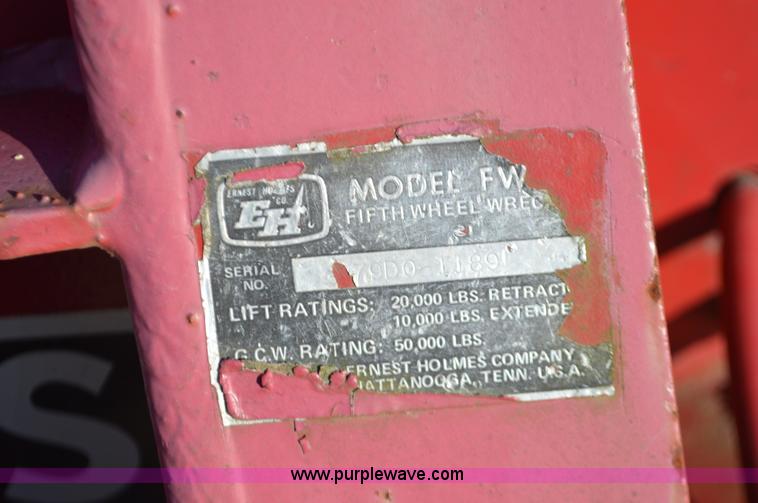 ERNEST HOLMES
CO.
EH
MODEL FW
FIFTH WHEEL WREC
SERIAL
NO.
LIFT RATINGS: 20,000 LBS. RETRACT
10,000 LBS. EXTENDE
G.C.W. RATING: 50,000 LBS.
ERNEST HOLMES COMPANY
HATTANOOGA, TENN. U.S.A.
S
www.purplewave.com